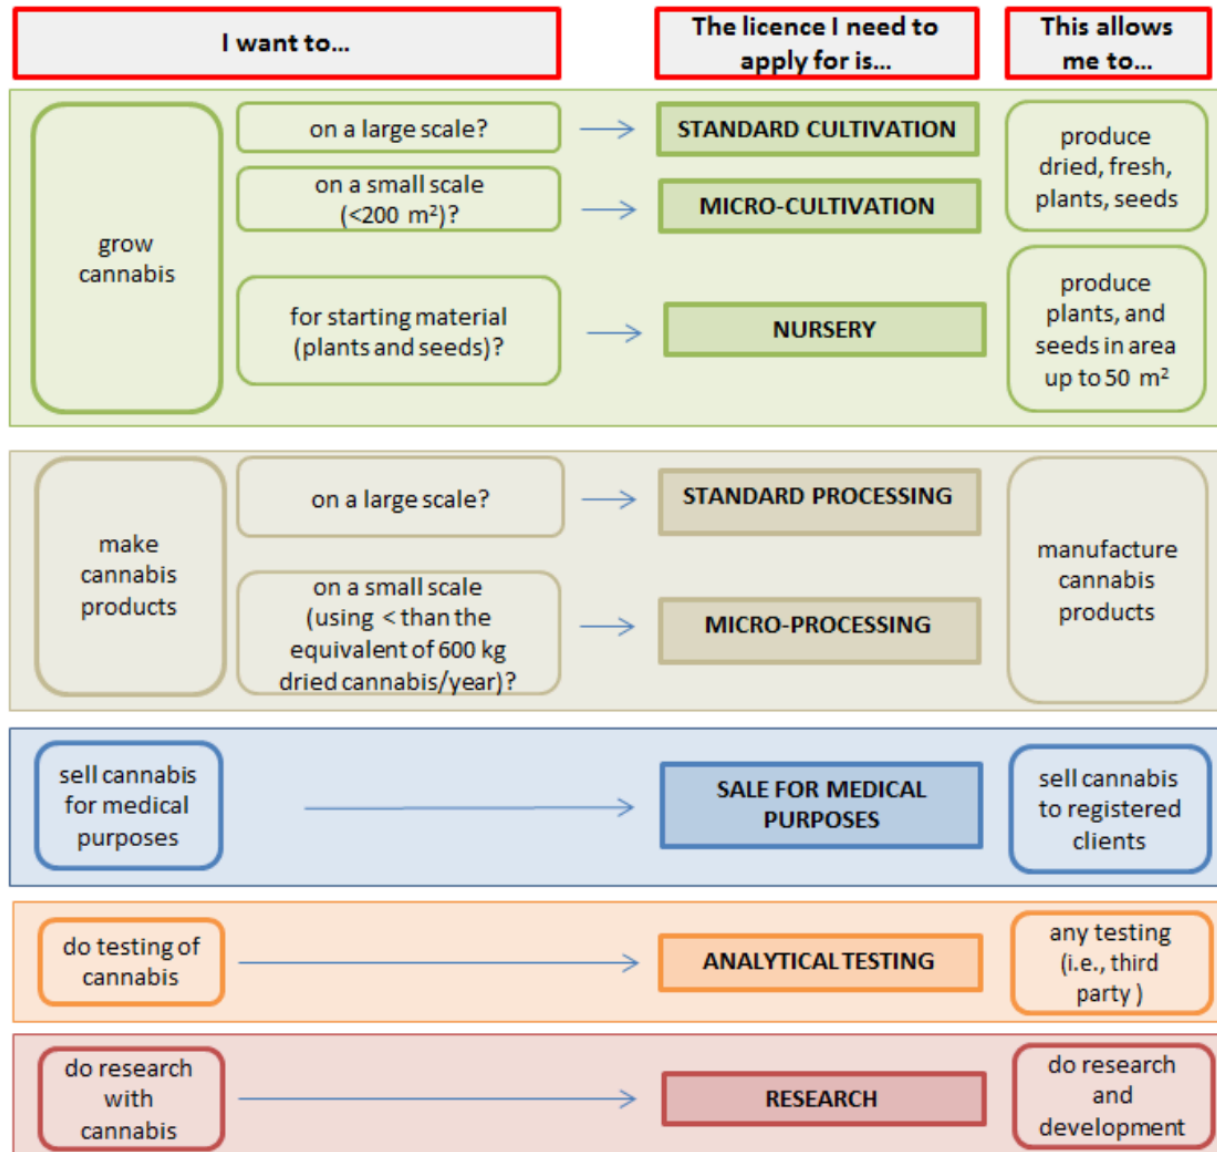 I want to…
The licence I need to
apply for is…
This allows
me to…
grow
cannabis
on a large scale?
STANDARD CULTIVATION
on a small scale
(<200 m²)?
MICRO-CULTIVATION
produce
dried, fresh,
plants, seeds
for starting material
(plants and seeds)?
NURSERY
produce
plants, and
seeds in area
up to 50 m²
make
cannabis
products
on a large scale?
STANDARD PROCESSING
on a small scale
(using < than the
equivalent of 600 kg
dried cannabis/year)?
MICRO-PROCESSING
manufacture
cannabis
products
sell cannabis
for medical
purposes
SALE FOR MEDICAL
PURPOSES
sell cannabis
to registered
clients
do testing of
cannabis
ANALYTICAL TESTING
any testing
(i.e., third
party )
do research
with
cannabis
RESEARCH
do research
and
development